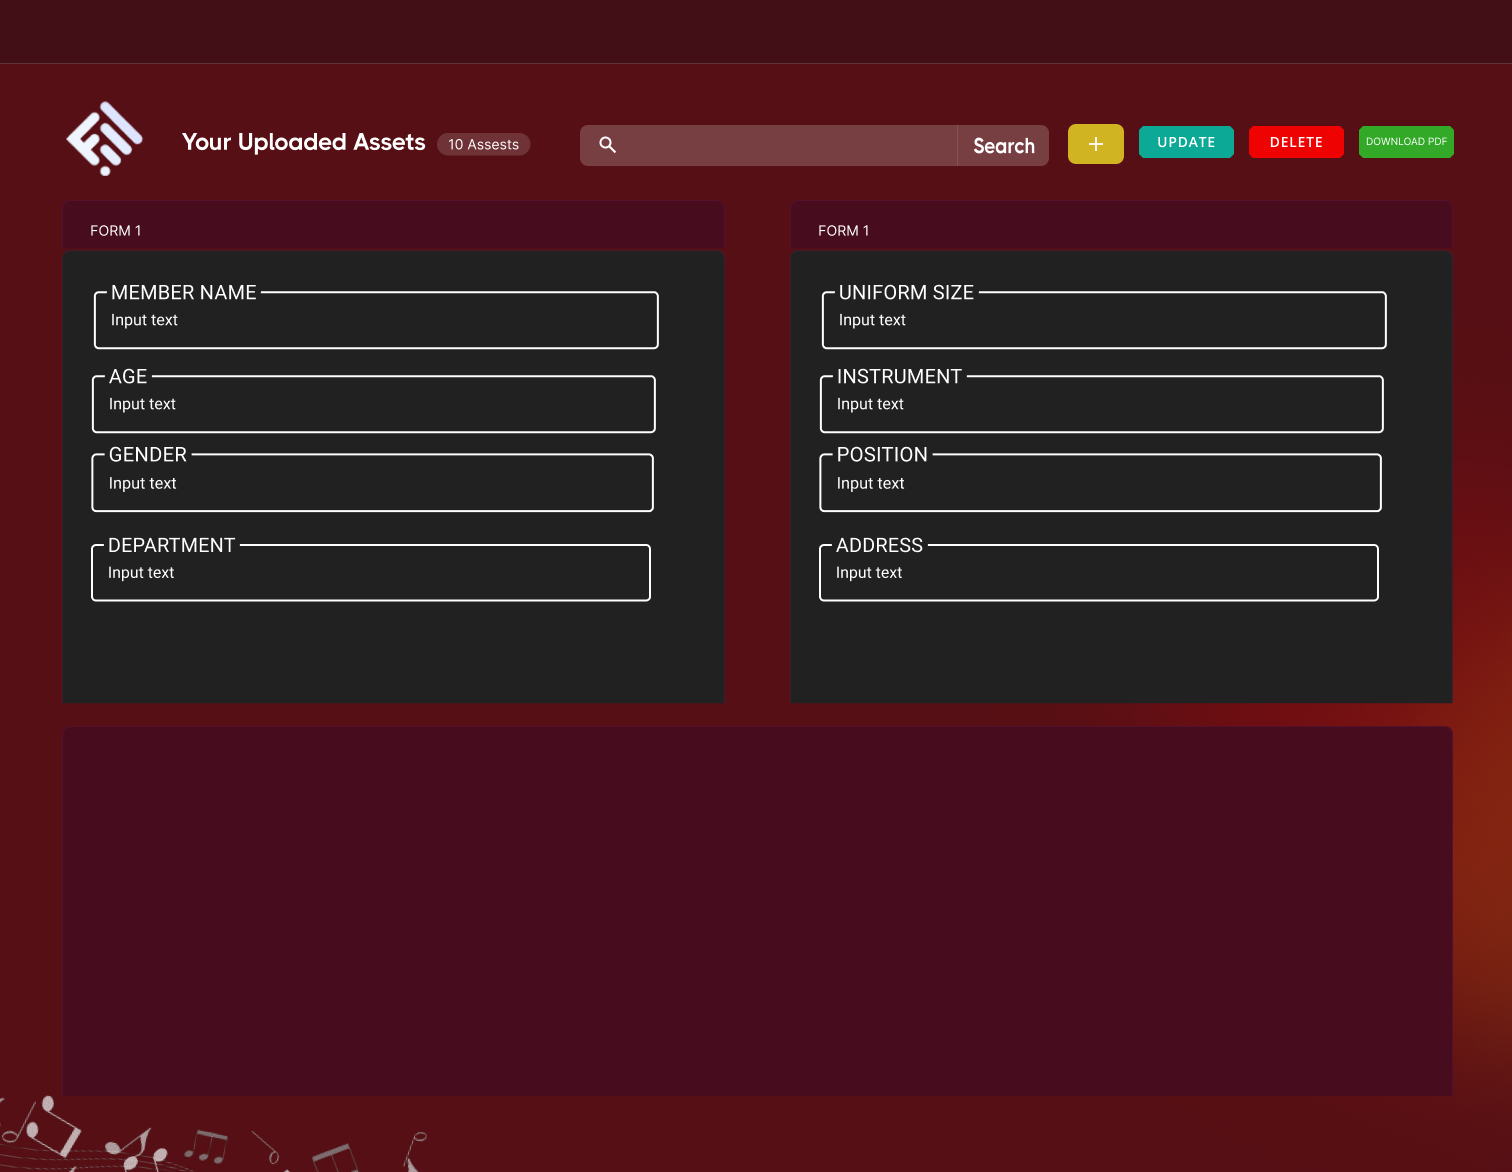 Your Uploaded Assets 10 Assests Search + UPDATE DELETE DOWNLOAD PDF
FORM 1
MEMBER NAME
Input text
AGE
Input text
GENDER
Input text
DEPARTMENT
Input text
FORM 1
UNIFORM SIZE
Input text
INSTRUMENT
Input text
POSITION
Input text
ADDRESS
Input text